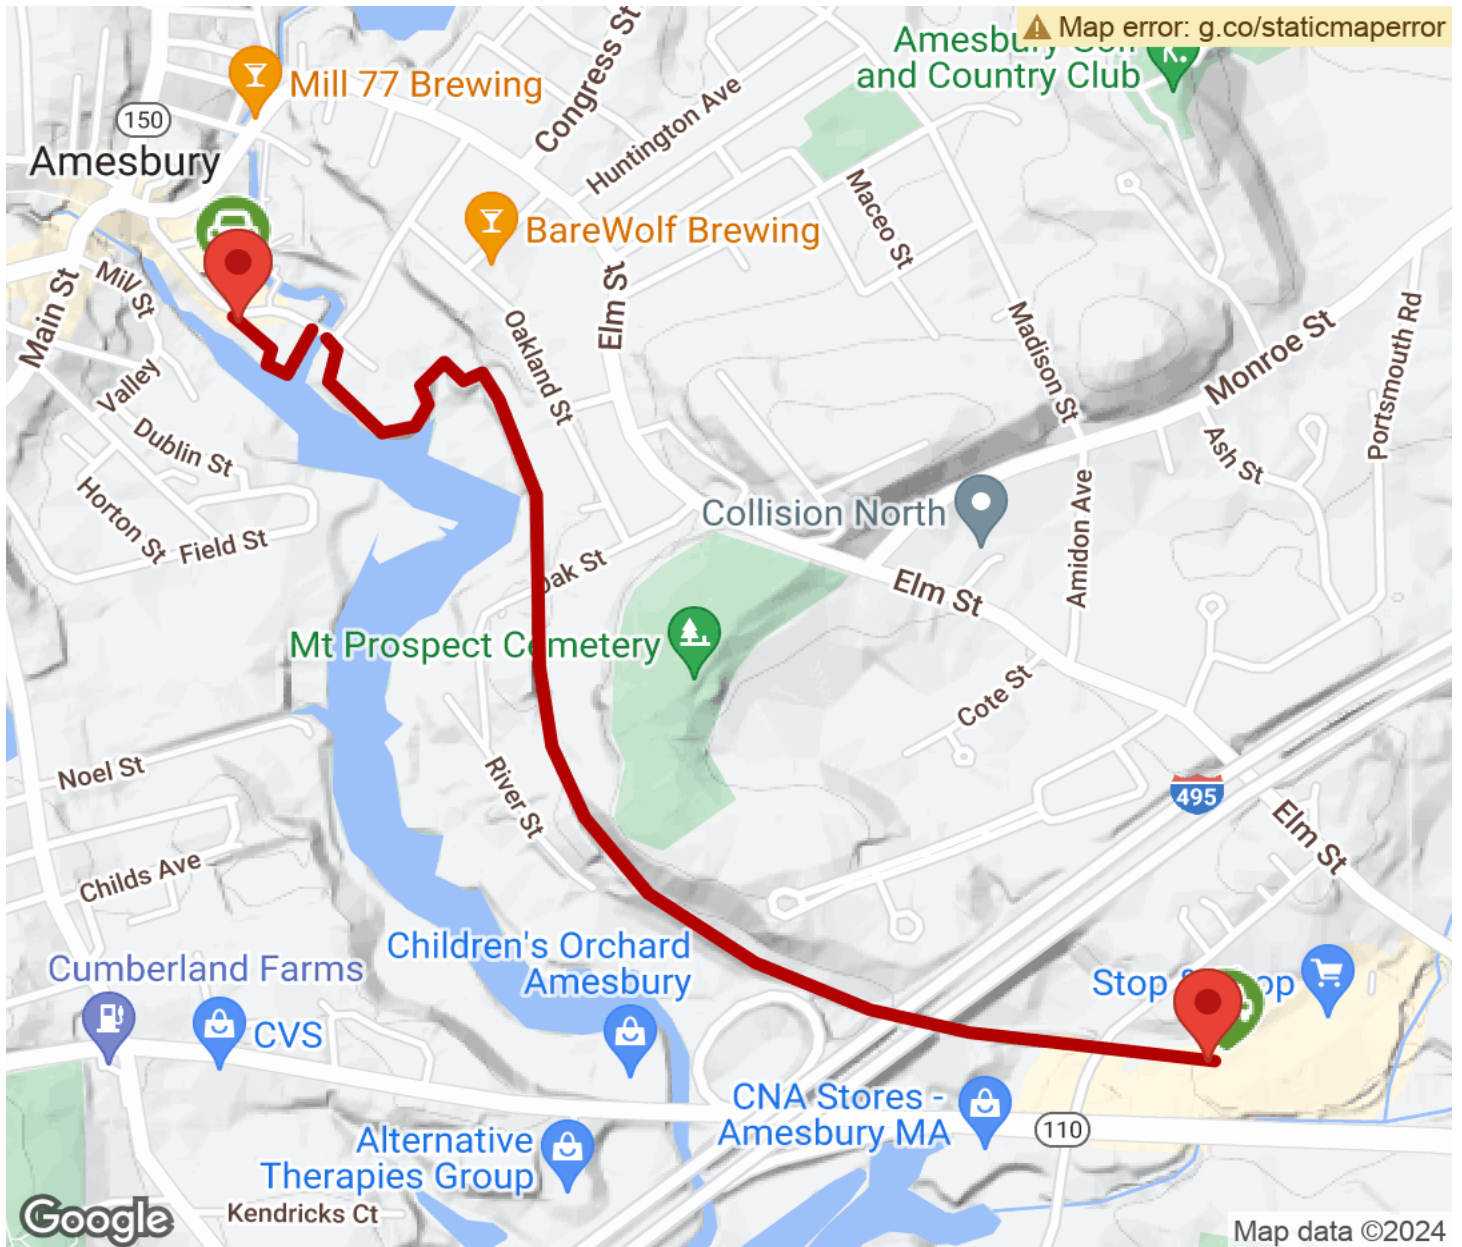 Map error: g.co/staticmaperror
Amesbury Golf
and Country Club
Mill 77 Brewing
Congress St
Huntington Ave
150
Amesbury
BareWolf Brewing
Maceo St
Main St
Mill St
Elm St
Oakland St
Madison St
Monroe St
Portsmouth Rd
Valley
Dublin St
Ash St
Horton St
Field St
Collision North
Oak St
Elm St
Amidon Ave
Mt Prospect Cemetery
Cote St
Noel St
River St
495
Elm St
Childs Ave
Children's Orchard
Amesbury
Cumberland Farms
CVS
Stop & Shop
CNA Stores -
Amesbury MA
110
Alternative
Therapies Group
Kendricks Ct
Google
Map data ©2024